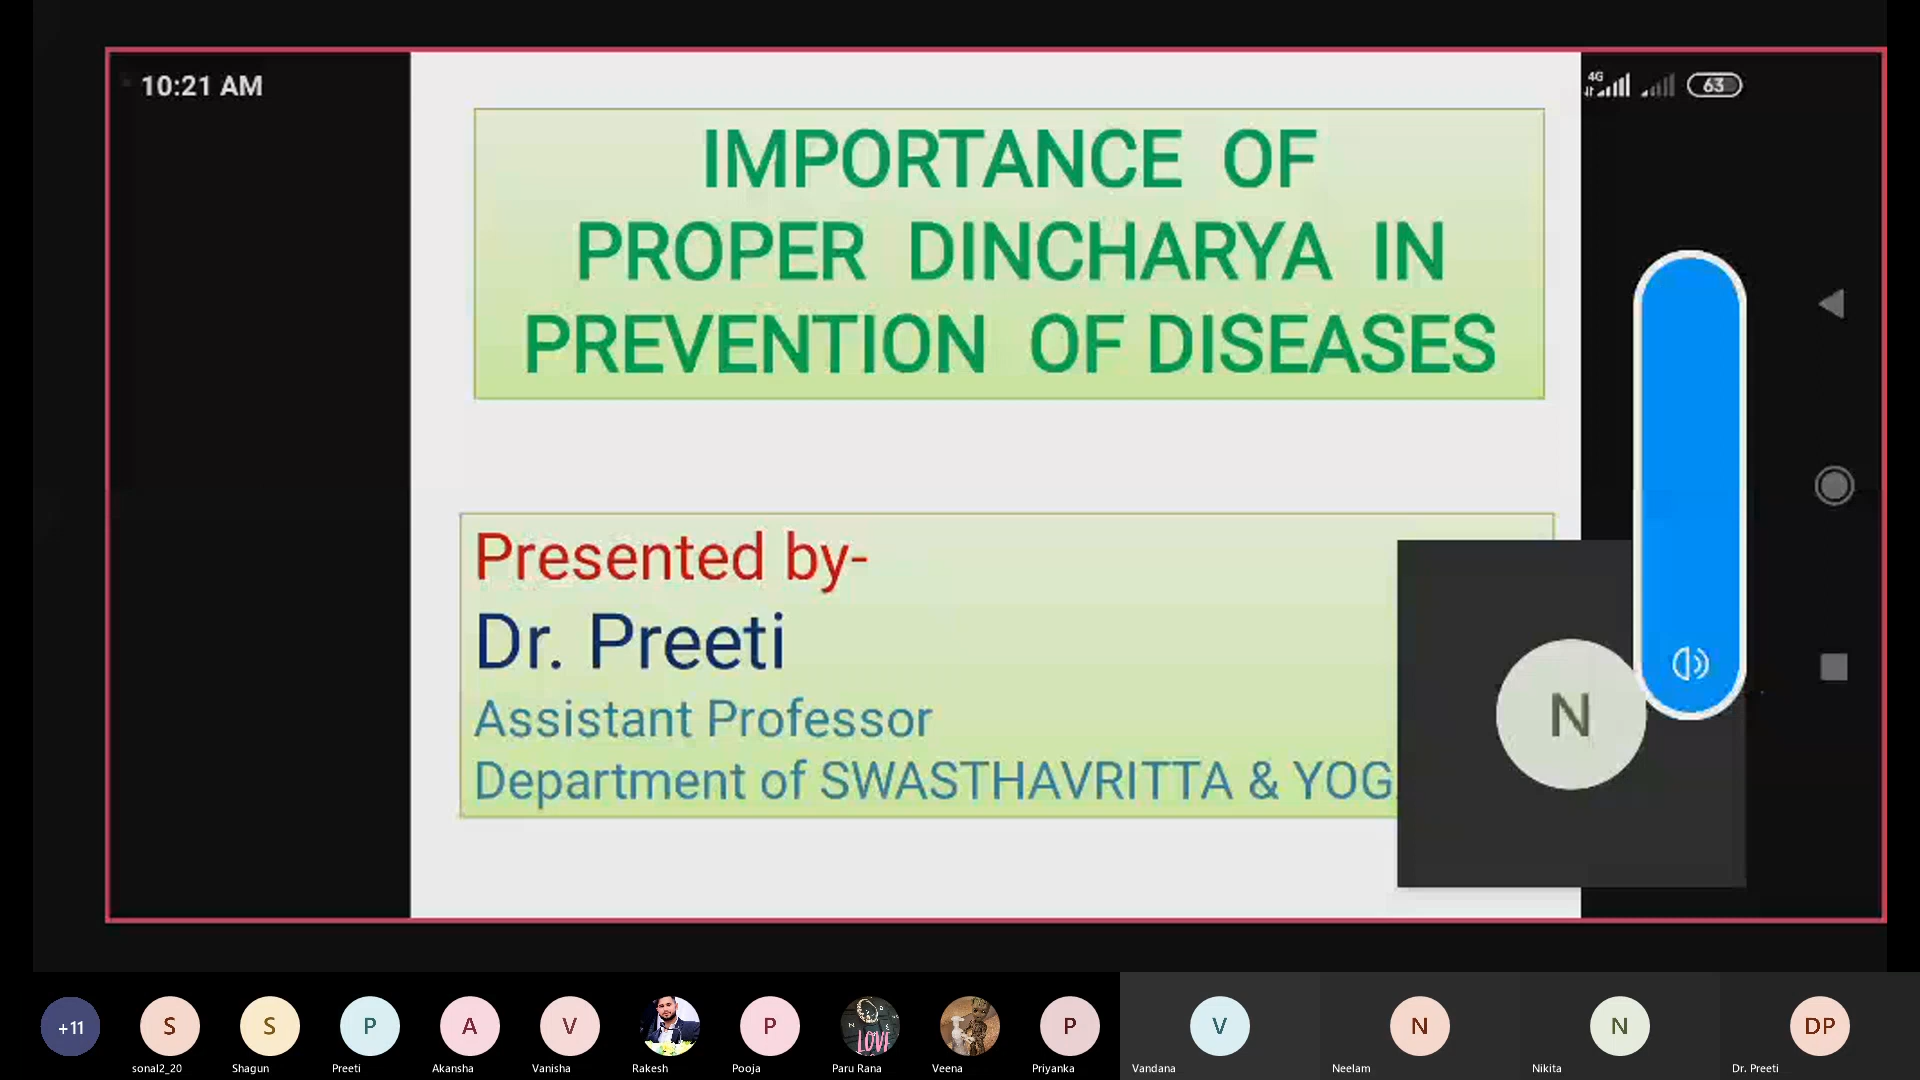 10:21 AM
4G
63
IMPORTANCE OF
PROPER DINCHARYA IN
PREVENTION OF DISEASES
Presented by-
Dr. Preeti
Assistant Professor
Department of SWASTHAVRITTA & YOG
N
+11
S
S
P
A
V
P
LOVE
P
V
N
N
DP
sonal2_20
Shagun
Preeti
Akansha
Vanisha
Rakesh
Pooja
Paru Rana
Veena
Priyanka
Vandana
Neelam
Nikita
Dr. Preeti